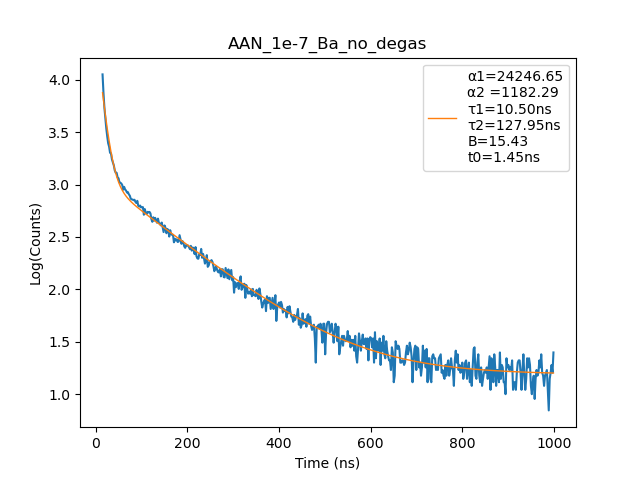 AAN_1e-7_Ba_no_degas
α1=24246.65
α2 =1182.29
τ1=10.50ns
τ2=127.95ns
B=15.43
t0=1.45ns
Log(Counts)
4.0
3.5
3.0
2.5
2.0
1.5
1.0
0 200 400 600 800 1000
Time (ns)